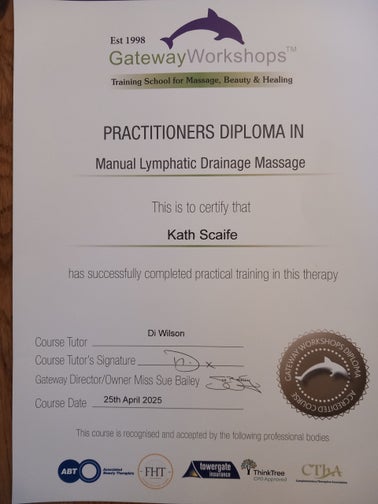 Est 1998
GatewayWorkshops™
Training School for Massage, Beauty & Healing
PRACTITIONERS DIPLOMA IN
Manual Lymphatic Drainage Massage
This is to certify that
Kath Scaife
has successfully completed practical training in this therapy
Di Wilson
Course Tutor
Course Tutor's Signature
Gateway Director/Owner Miss Sue Bailey
Course Date 25th April 2025
GATEWAY WORKSHOPS DIPLOMA
ACCREDITED COURSE
This course is recognised and accepted by the following professional bodies
ABT Associated Beauty Therapists
FHT
towergate insurance
ThinkTree
CPD Approved
CThA